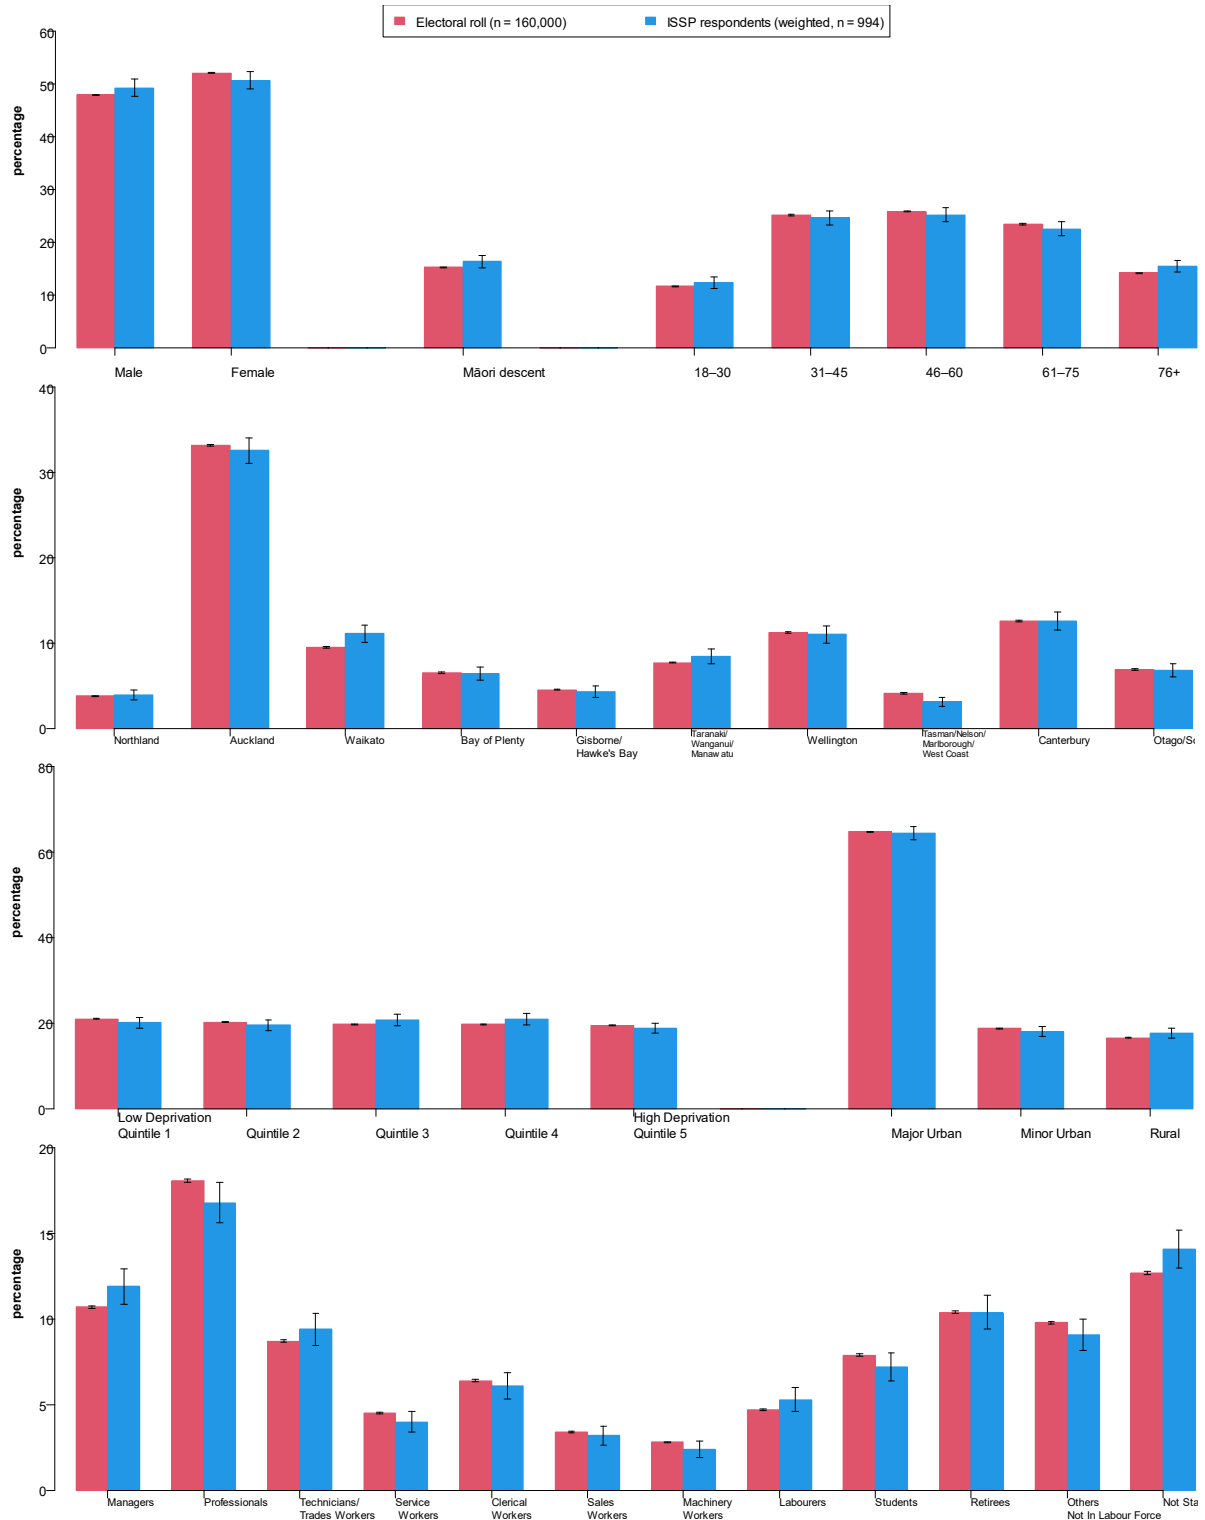 Electoral roll (n = 160,000)
ISSP respondents (weighted, n = 994)
percentage
60
50
40
30
20
10
0
Male
Female
Māori descent
18–30
31–45
46–60
61–75
76+
percentage
40
30
20
10
0
Northland
Auckland
Waikato
Bay of Plenty
Gisborne/
Hawke's Bay
Taranaki/
Wanganui/
Manaw atu
Wellington
Tasman/Nelson/
Marlborough/
West Coast
Canterbury
Otago/So
percentage
80
60
40
20
0
Low Deprivation
Quintile 1
Quintile 2
Quintile 3
Quintile 4
High Deprivation
Quintile 5
Major Urban
Minor Urban
Rural
percentage
20
15
10
5
0
Managers
Professionals
Technicians/
Trades Workers
Service
Workers
Clerical
Workers
Sales
Workers
Machinery
Workers
Labourers
Students
Retirees
Others
Not In Labour Force
Not Sta